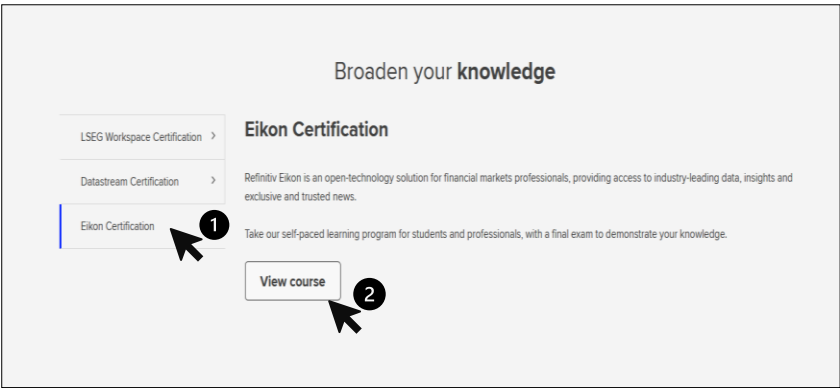 Broaden your knowledge
LSEG Workspace Certification
Datastream Certification
Eikon Certification
1
Eikon Certification
Refinitiv Eikon is an open-technology solution for financial markets professionals, providing access to industry-leading data, insights and
exclusive and trusted news.
Take our self-paced learning program for students and professionals, with a final exam to demonstrate your knowledge.
View course
2